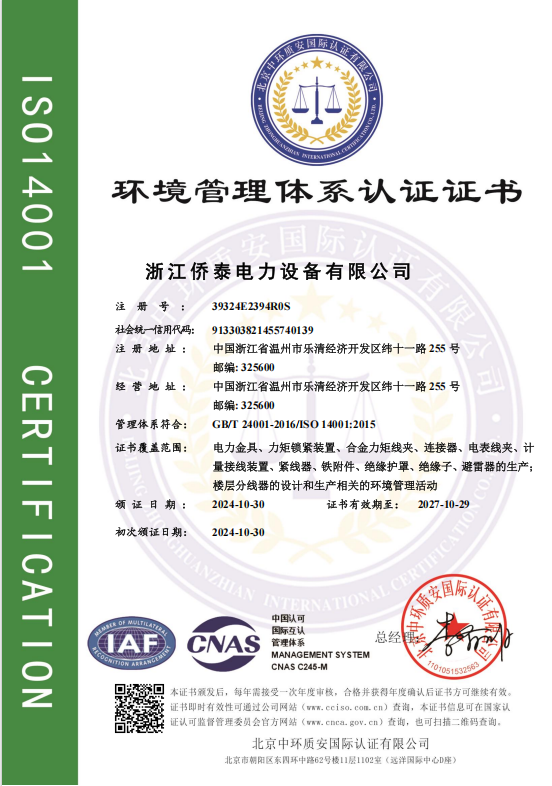 ISO14001 CERTIFICATION
北京中环质安国际认证有限公司
BEIJING ZHONGHUANZHIAN INTERNATIONAL CERTIFICATION CO.,LTD.
环境管理体系认证证书
浙江侨泰电力设备有限公司
注册号： 39324E2394R0S
社会统一信用代码： 913303821455740139
注册地址： 中国浙江省温州市乐清经济开发区纬十一路 255 号
邮编: 325600
经营地址： 中国浙江省温州市乐清经济开发区纬十一路 255 号
邮编: 325600
管理体系符合： GB/T 24001-2016/ISO 14001:2015
证书覆盖范围： 电力金具、力矩锁紧装置、合金力矩线夹、连接器、电表线夹、计
量接线装置、紧线器、铁附件、绝缘护罩、绝缘子、避雷器的生产；
楼层分线器的设计和生产相关的环境管理活动
颁证日期： 2024-10-30 证书有效期至： 2027-10-29
初次颁证日期： 2024-10-30
MEMBER OF MULTILATERAL
IAF
RECOGNITION ARRANGEMENT
CNAS
中国认可
国际互认
管理体系
MANAGEMENT SYSTEM
CNAS C245-M
总经理：
北京中环质安国际认证有限公司
1101051532563
本证书颁发后，每年需接受一次年度审核，合格并获得年度确认后证书方可继续有效。
证书即时有效性可通过公司网站（www.cciso.com.cn）查询，本证书信息可在国家认
证认可监督管理委员会官方网站（www.cnca.gov.cn）查询，也可扫描二维码查询。
北京中环质安国际认证有限公司
北京市朝阳区东四环中路62号楼11层1102室（远洋国际中心D座）